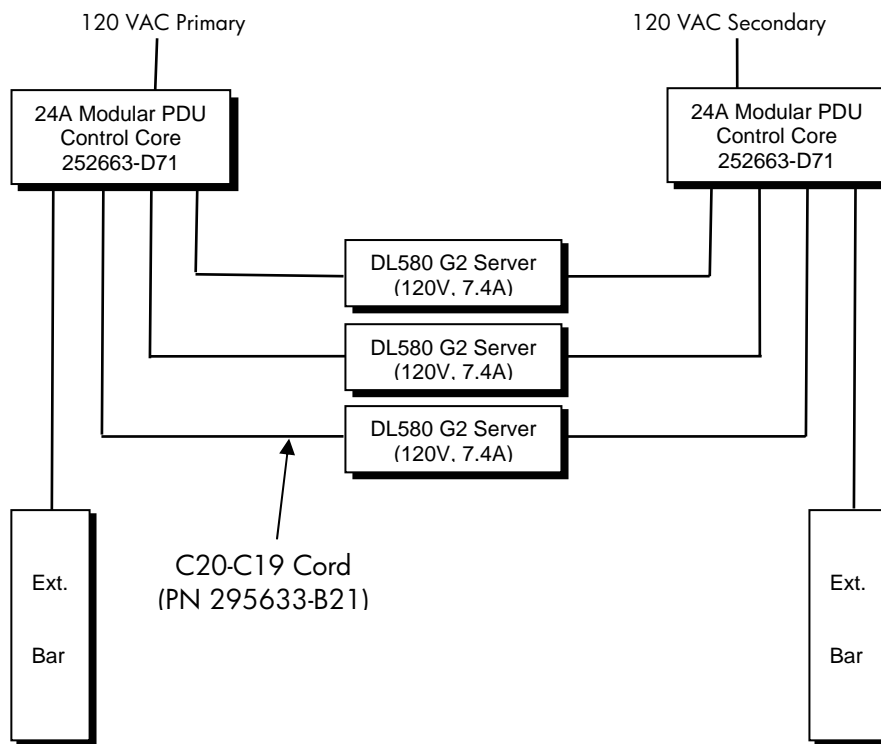 120 VAC Primary
120 VAC Secondary
24A Modular PDU
Control Core
252663-D71
24A Modular PDU
Control Core
252663-D71
DL580 G2 Server
(120V, 7.4A)
DL580 G2 Server
(120V, 7.4A)
DL580 G2 Server
(120V, 7.4A)
C20-C19 Cord
(PN 295633-B21)
Ext.
Bar
Ext.
Bar